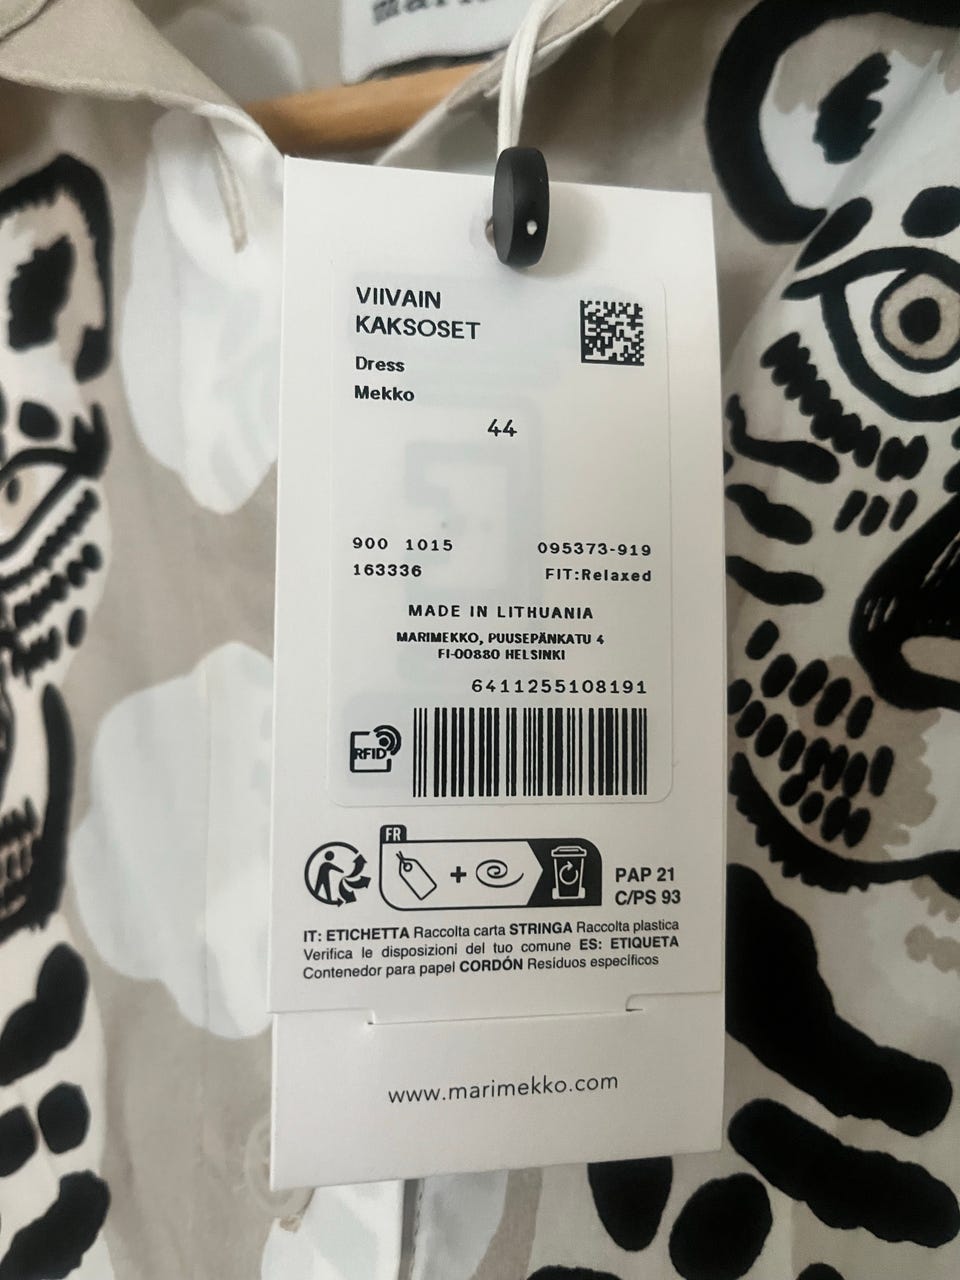 VIIVAIN
KAKSOSET
Dress
Mekko
44
900 1015
095373-919
163336
FIT:Relaxed
MADE IN LITHUANIA
MARIMEKKO, PUUSEPÄNKATU 4
FI-00880 HELSINKI
6411255108191
RFID
FR
PAP 21
C/PS 93
IT: ETICHETTA Raccolta carta STRINGA Raccolta plastica
Verifica le disposizioni del tuo comune ES: ETIQUETA
Contenedor para papel CORDÓN Residuos específicos
www.marimekko.com